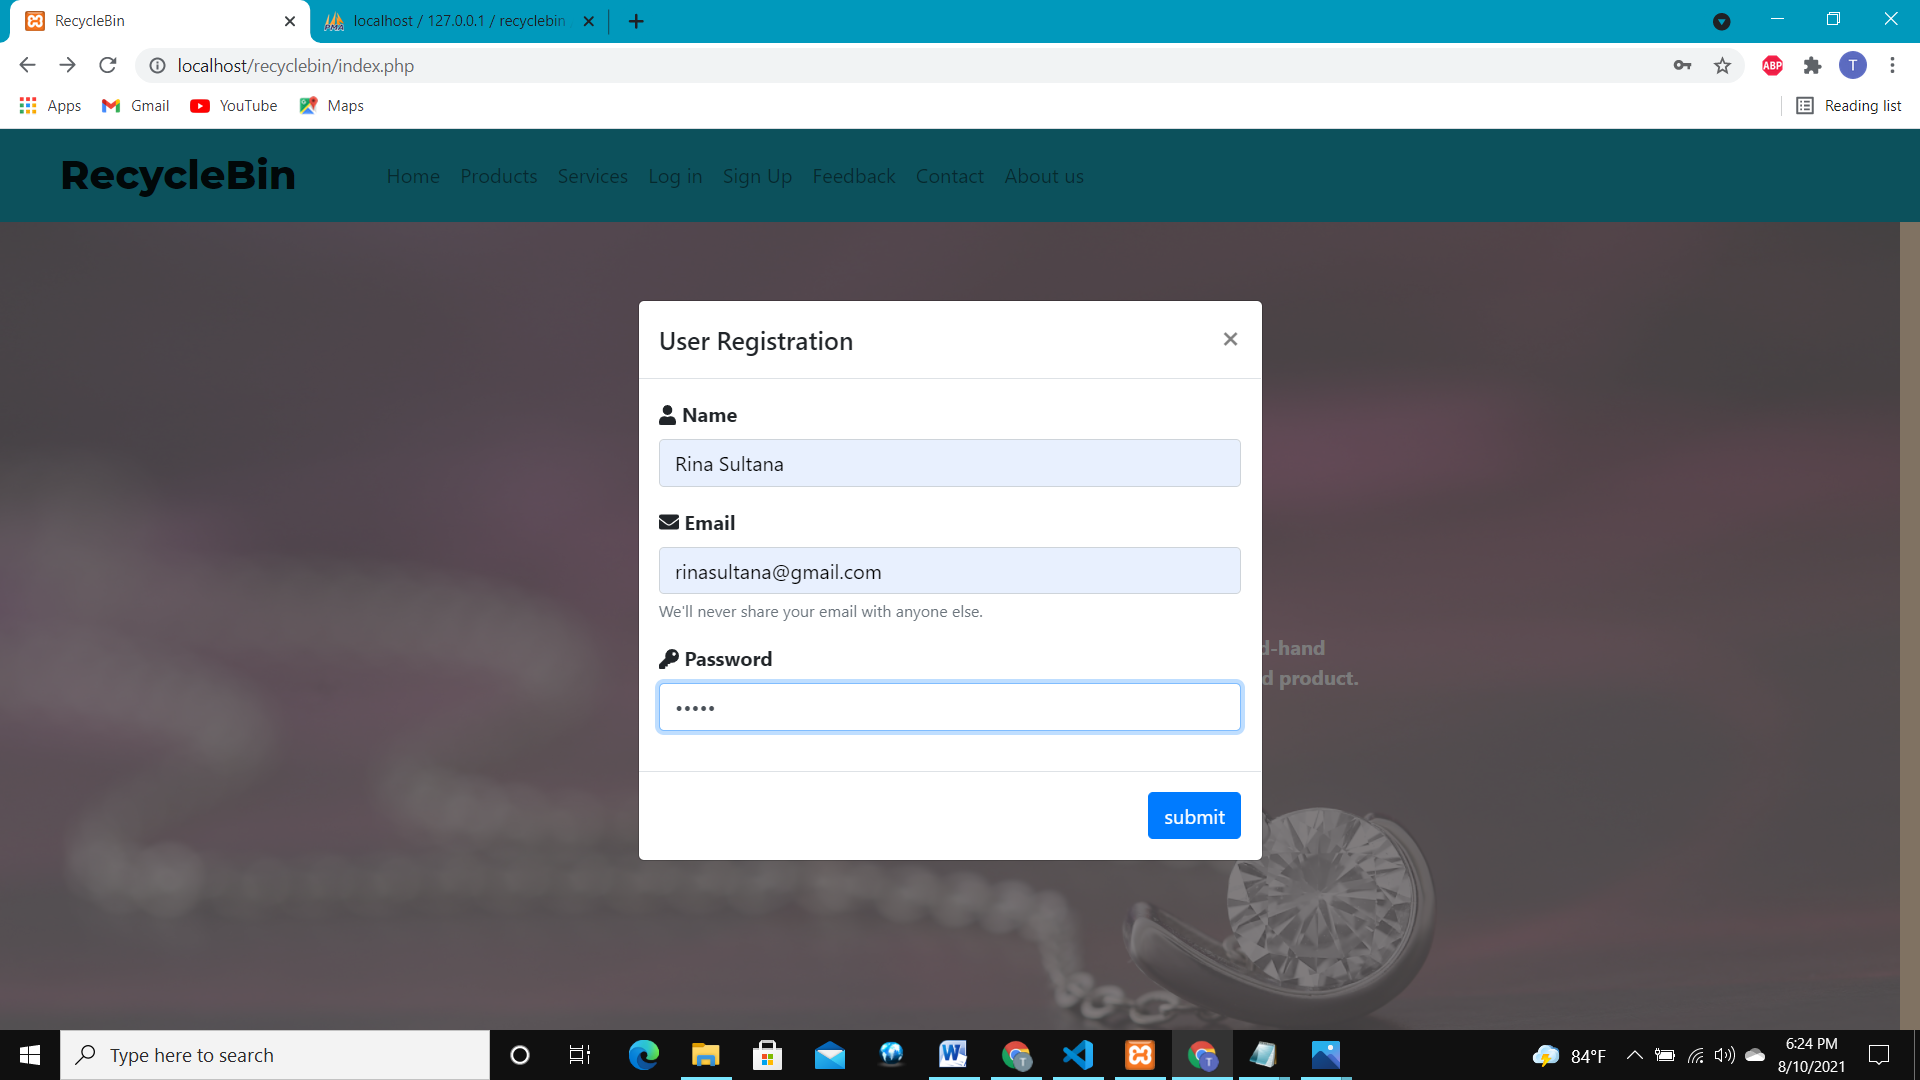 RecycleBin
localhost / 127.0.0.1 / recyclebin
localhost/recyclebin/index.php
ABP
T
Apps
Gmail
YouTube
Maps
Reading list
RecycleBin
Home Products Services Log in Sign Up Feedback Contact About us
User Registration
×
Name
Rina Sultana
Email
rinasultana@gmail.com
We'll never share your email with anyone else.
d-hand
Password
d product.
•••••
submit
Type here to search
84°F
6:24 PM
8/10/2021